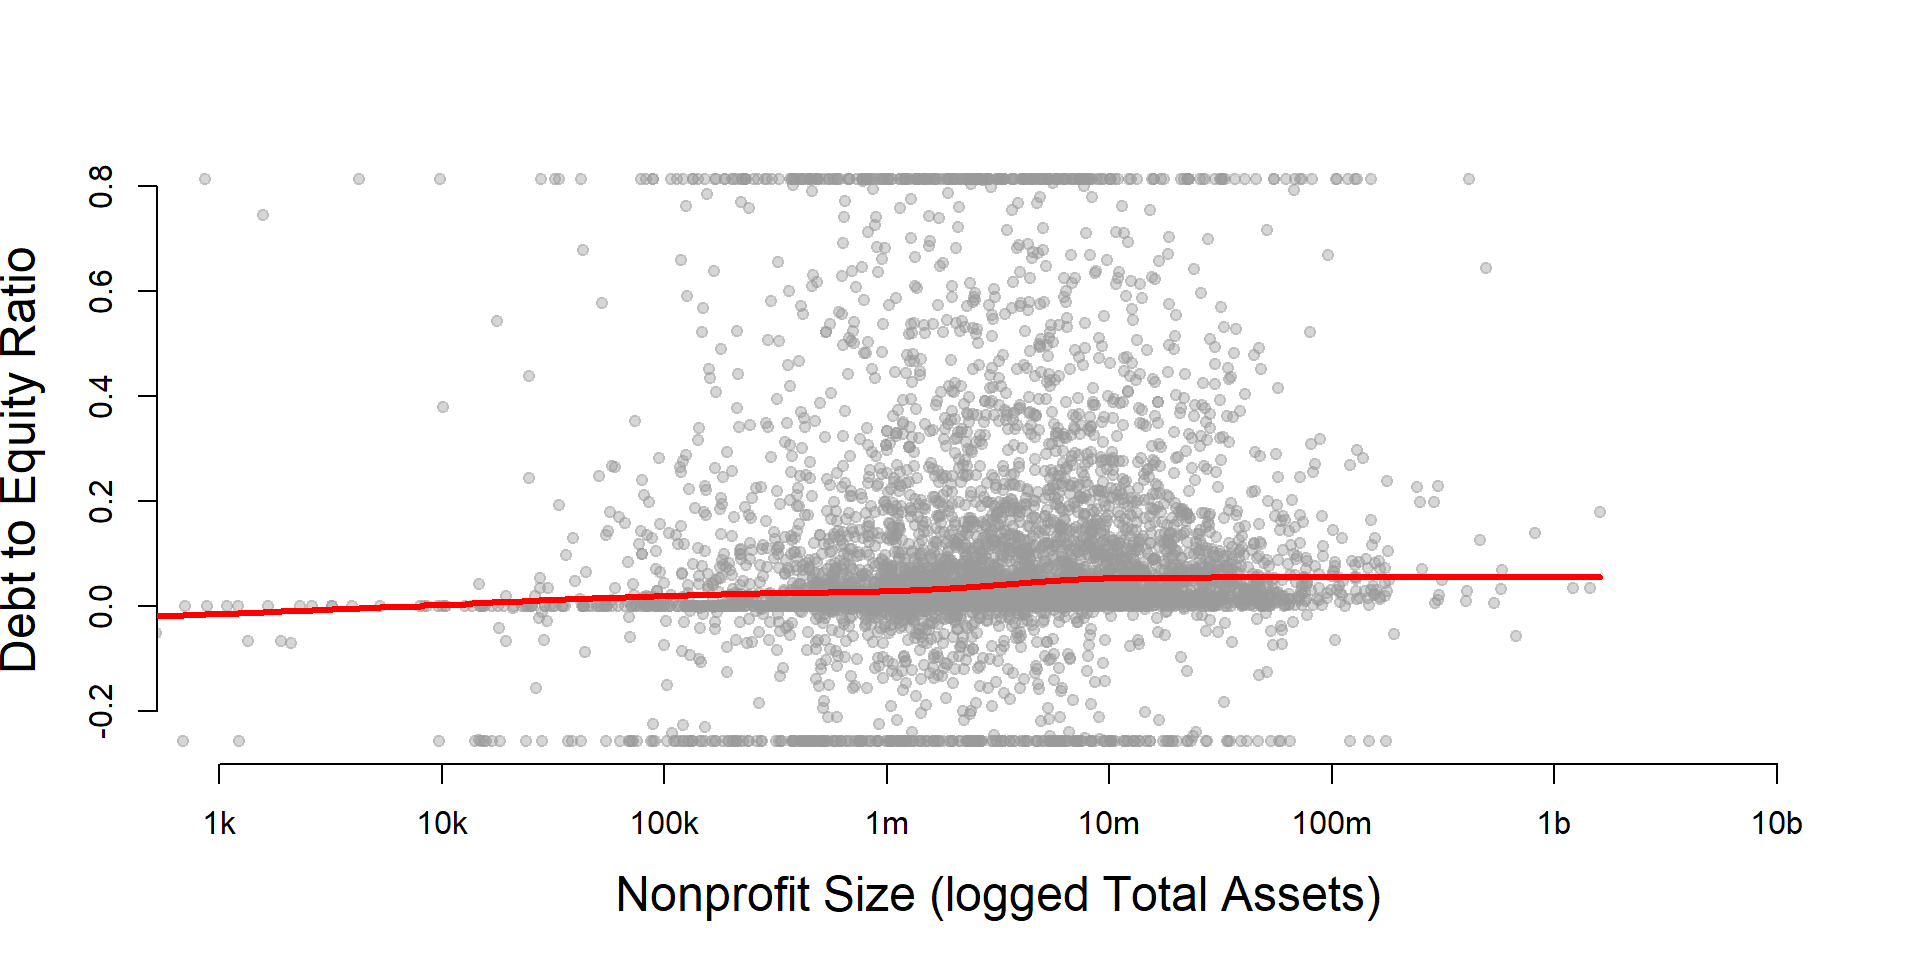 Debt to Equity Ratio
0.8
0.6
0.4
0.2
0.0
-0.2
1k 10k 100k 1m 10m 100m 1b 10b
Nonprofit Size (logged Total Assets)